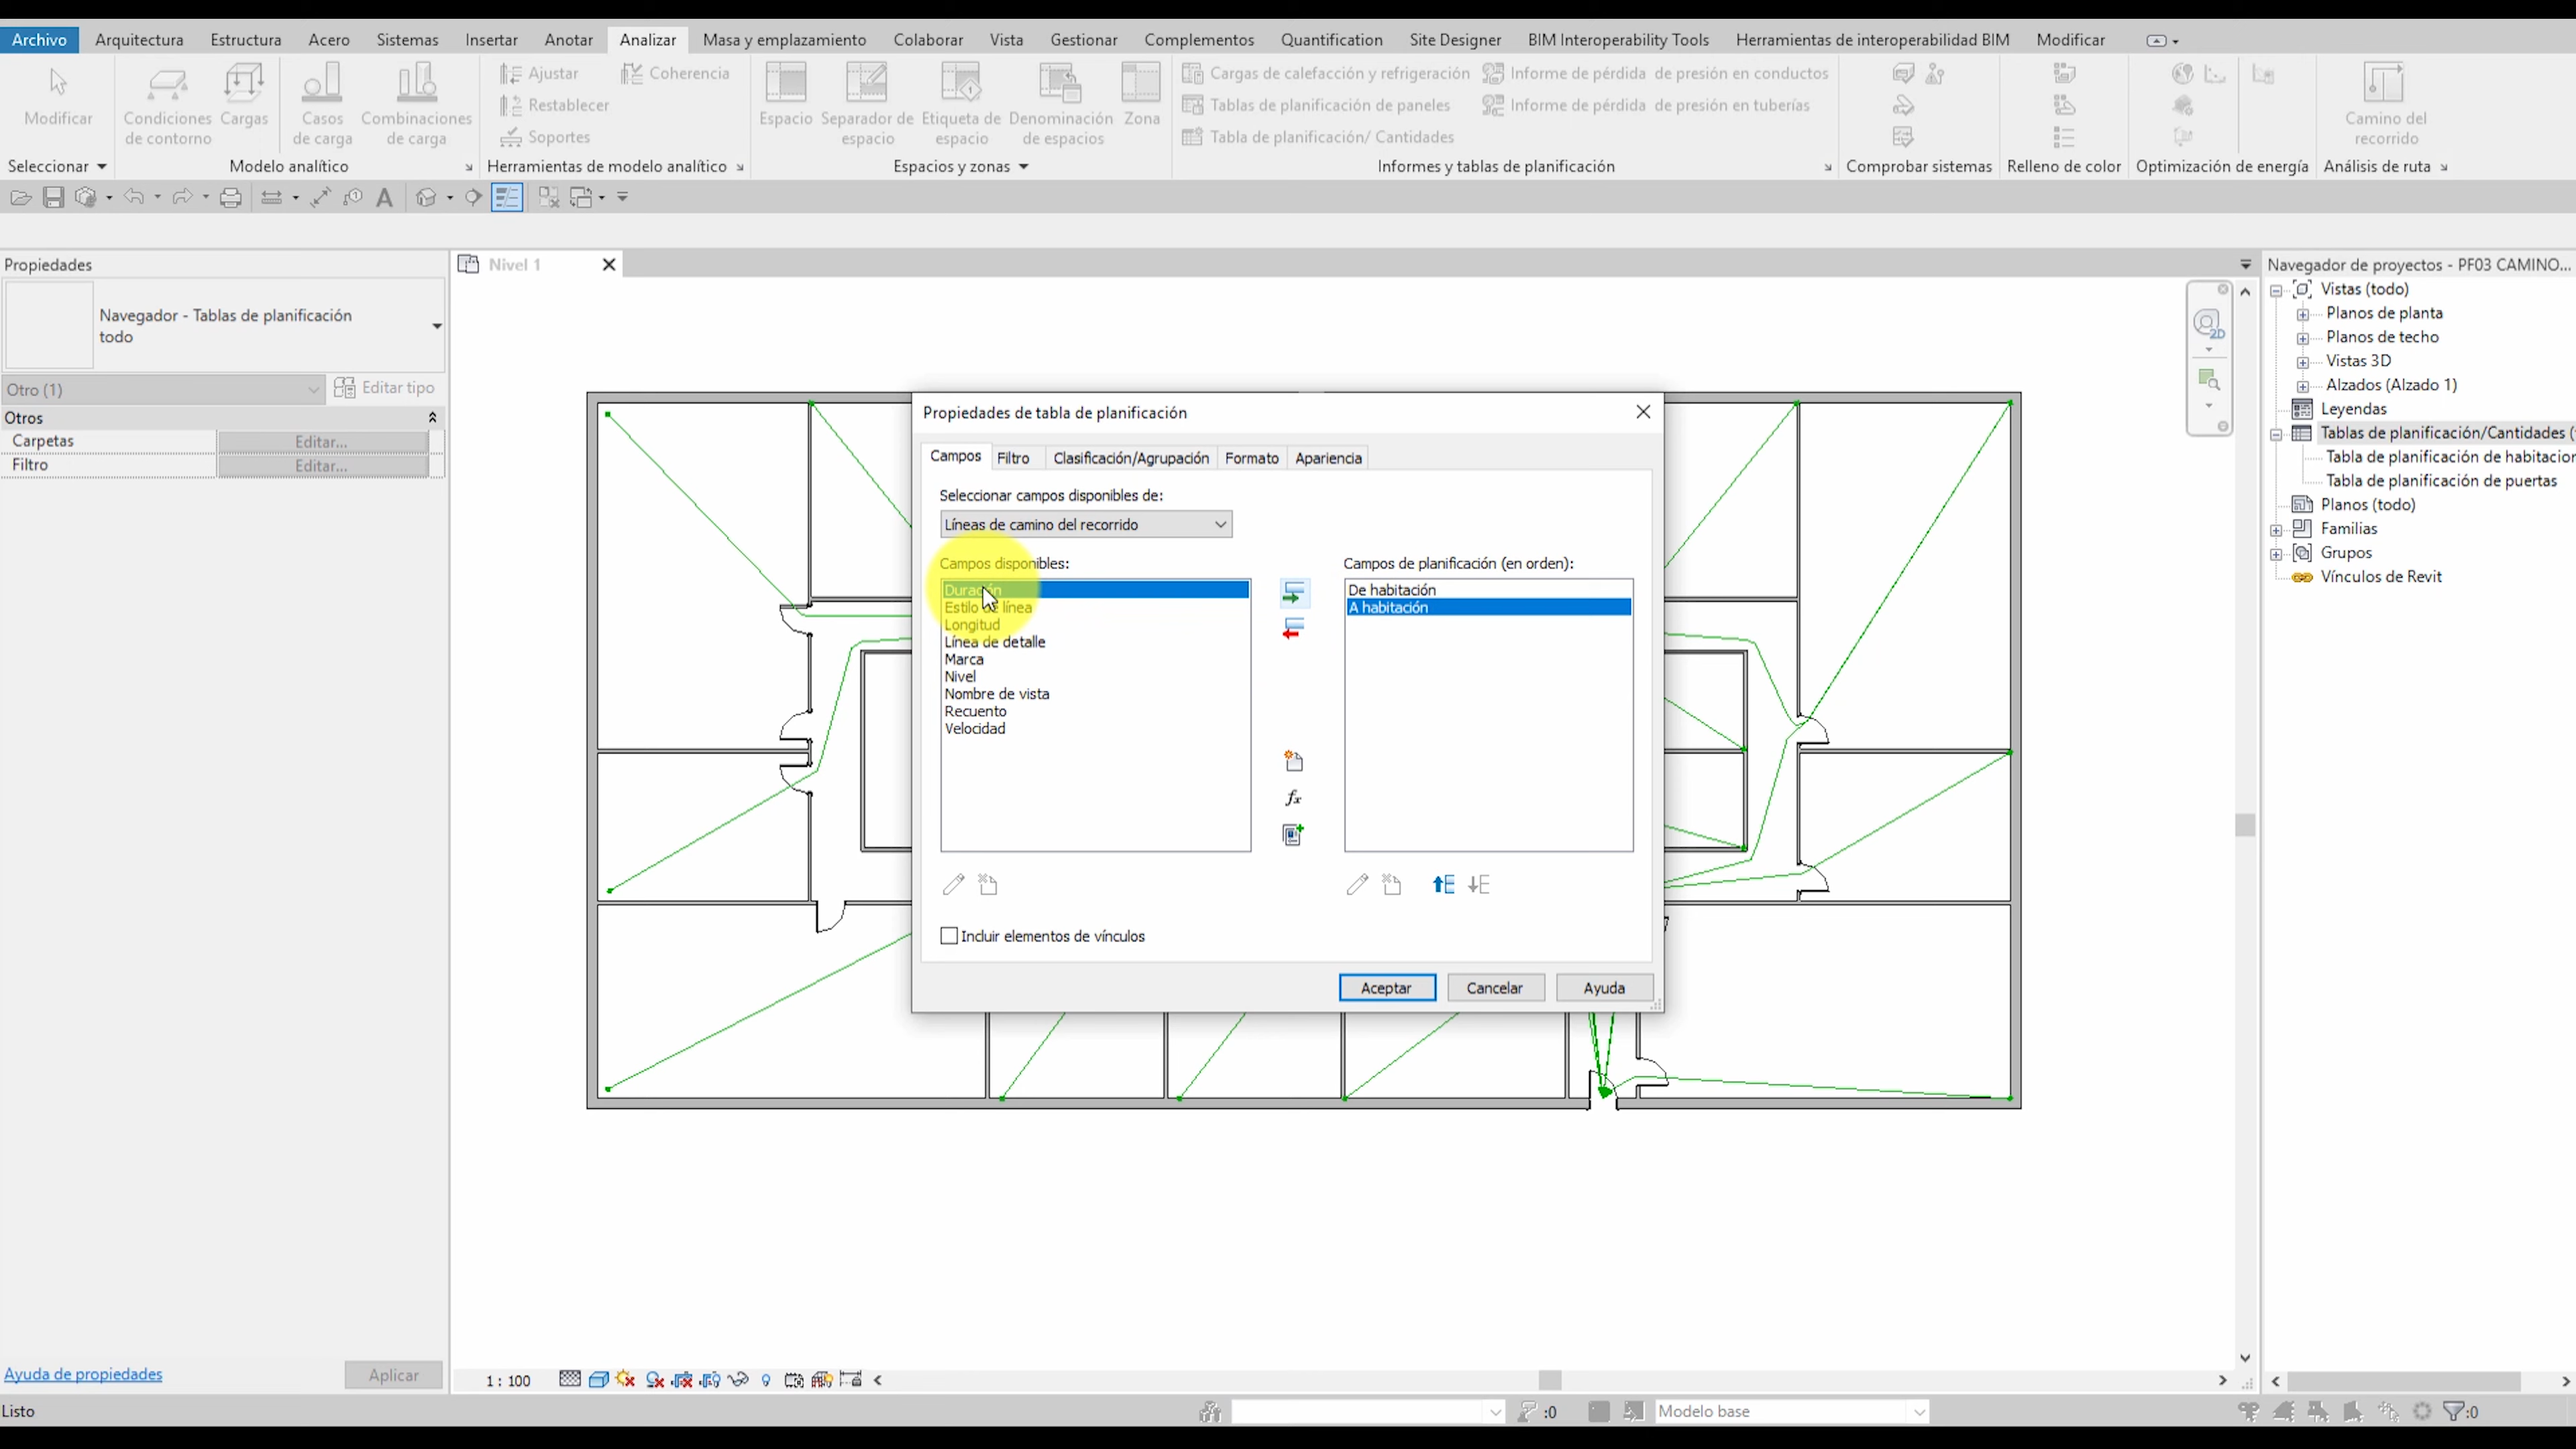 Archivo
Arquitectura
Estructura
Acero
Sistemas
Insertar
Anotar
Analizar
Masa y emplazamiento
Colaborar
Vista
Gestionar
Complementos
Quantification
Site Designer
BIM Interoperability Tools
Herramientas de interoperabilidad BIM
Modificar
Modificar
Condiciones
de contorno
Cargas
Casos
de carga
Combinaciones
de carga
Ajustar
Restablecer
Soportes
Coherencia
Espacio
Separador de
espacio
Etiqueta de
espacio
Denominación
de espacios
Zona
Cargas de calefacción y refrigeración
Tablas de planificación de paneles
Tabla de planificación/ Cantidades
Informe de pérdida de presión en conductos
Informe de pérdida de presión en tuberías
Camino del
recorrido
Seleccionar
Modelo analítico
Herramientas de modelo analítico
Espacios y zonas
Informes y tablas de planificación
Comprobar sistemas
Relleno de color
Optimización de energía
Análisis de ruta
Propiedades
Navegador - Tablas de planificación
todo
Otro (1)
Editar tipo
Otros
Carpetas
Editar...
Filtro
Editar...
Ayuda de propiedades
Aplicar
Nivel 1
2D
Propiedades de tabla de planificación
Campos
Filtro
Clasificación/Agrupación
Formato
Apariencia
Seleccionar campos disponibles de:
Líneas de camino del recorrido
Campos disponibles:
Duración
Estilo de línea
Longitud
Línea de detalle
Marca
Nivel
Nombre de vista
Recuento
Velocidad
fx
Campos de planificación (en orden):
De habitación
A habitación
Incluir elementos de vínculos
Aceptar
Cancelar
Ayuda
Navegador de proyectos - PF03 CAMINO...
Vistas (todo)
Planos de planta
Planos de techo
Vistas 3D
Alzados (Alzado 1)
Leyendas
Tablas de planificación/Cantidades (
Tabla de planificación de habitacion
Tabla de planificación de puertas
Planos (todo)
Familias
Grupos
Vínculos de Revit
1 : 100
Listo
:0
Modelo base
:0